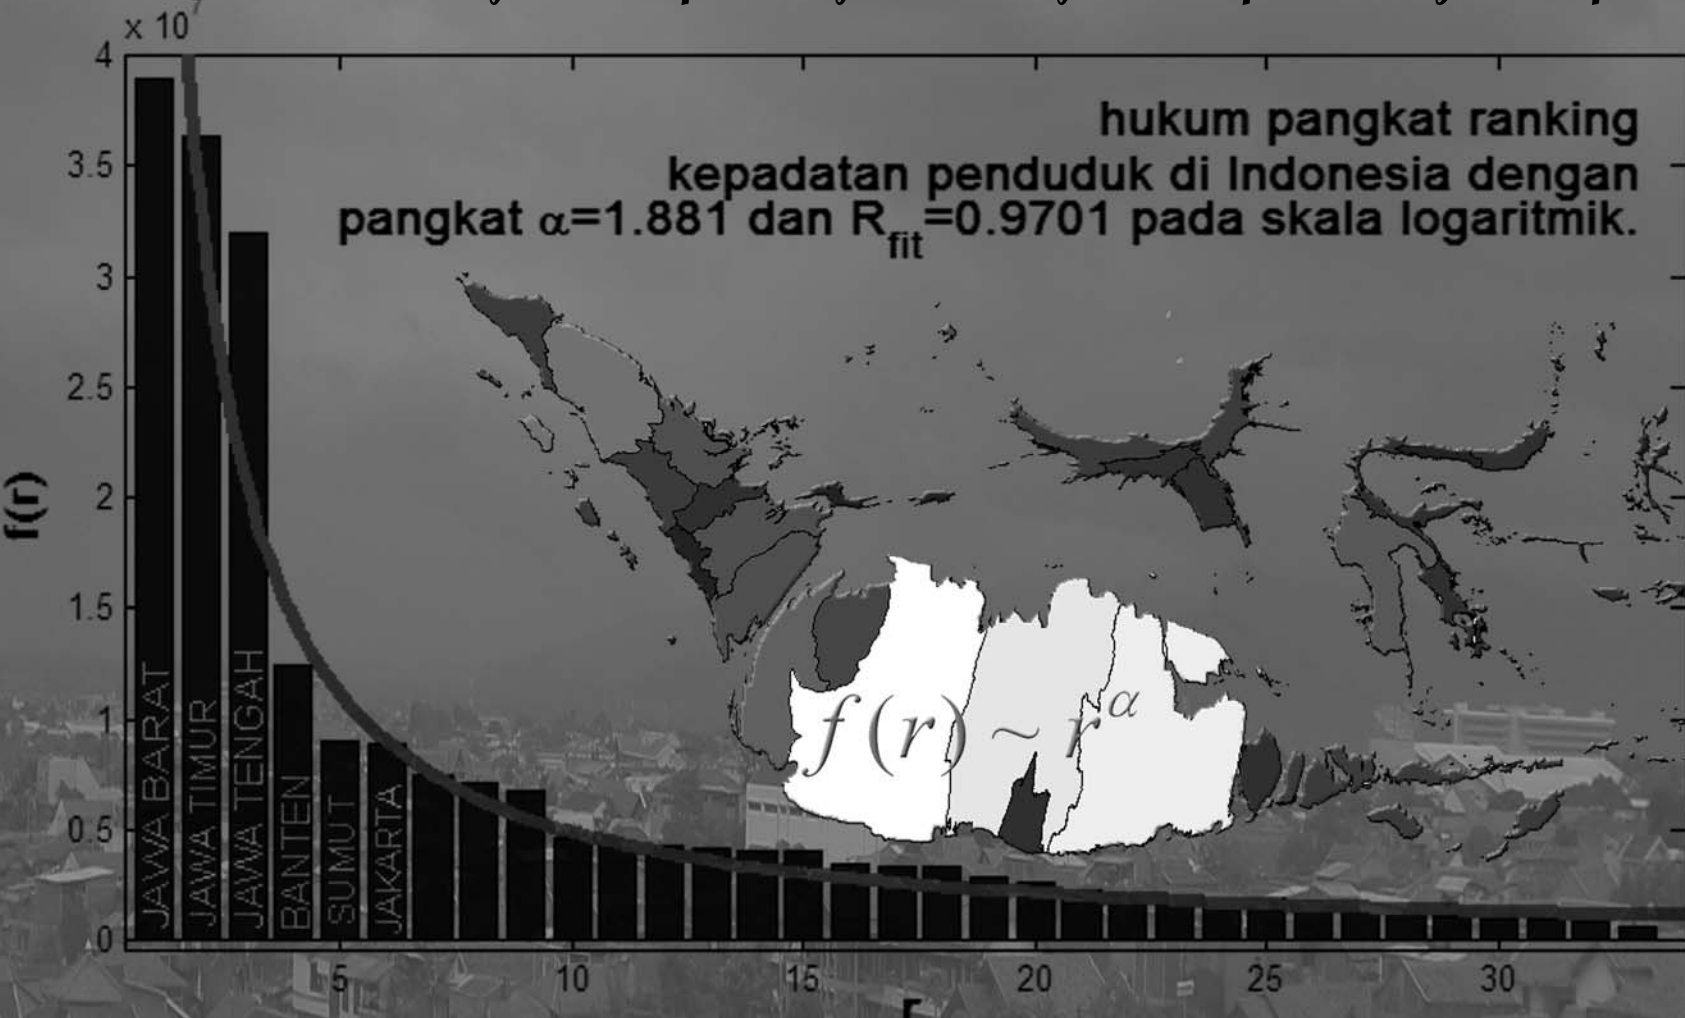 x 10⁷
hukum pangkat ranking
kepadatan penduduk di Indonesia dengan
pangkat α=1.881 dan R_fit=0.9701 pada skala logaritmik.
4
3.5
3
2.5
2
1.5
1
0.5
0
f(r)
f(r) ~ r^α
JAWA BARAT
JAWA TIMUR
JAWA TENGAH
BANTEN
SUMUT
JAKARTA
5
10
15
20
25
30